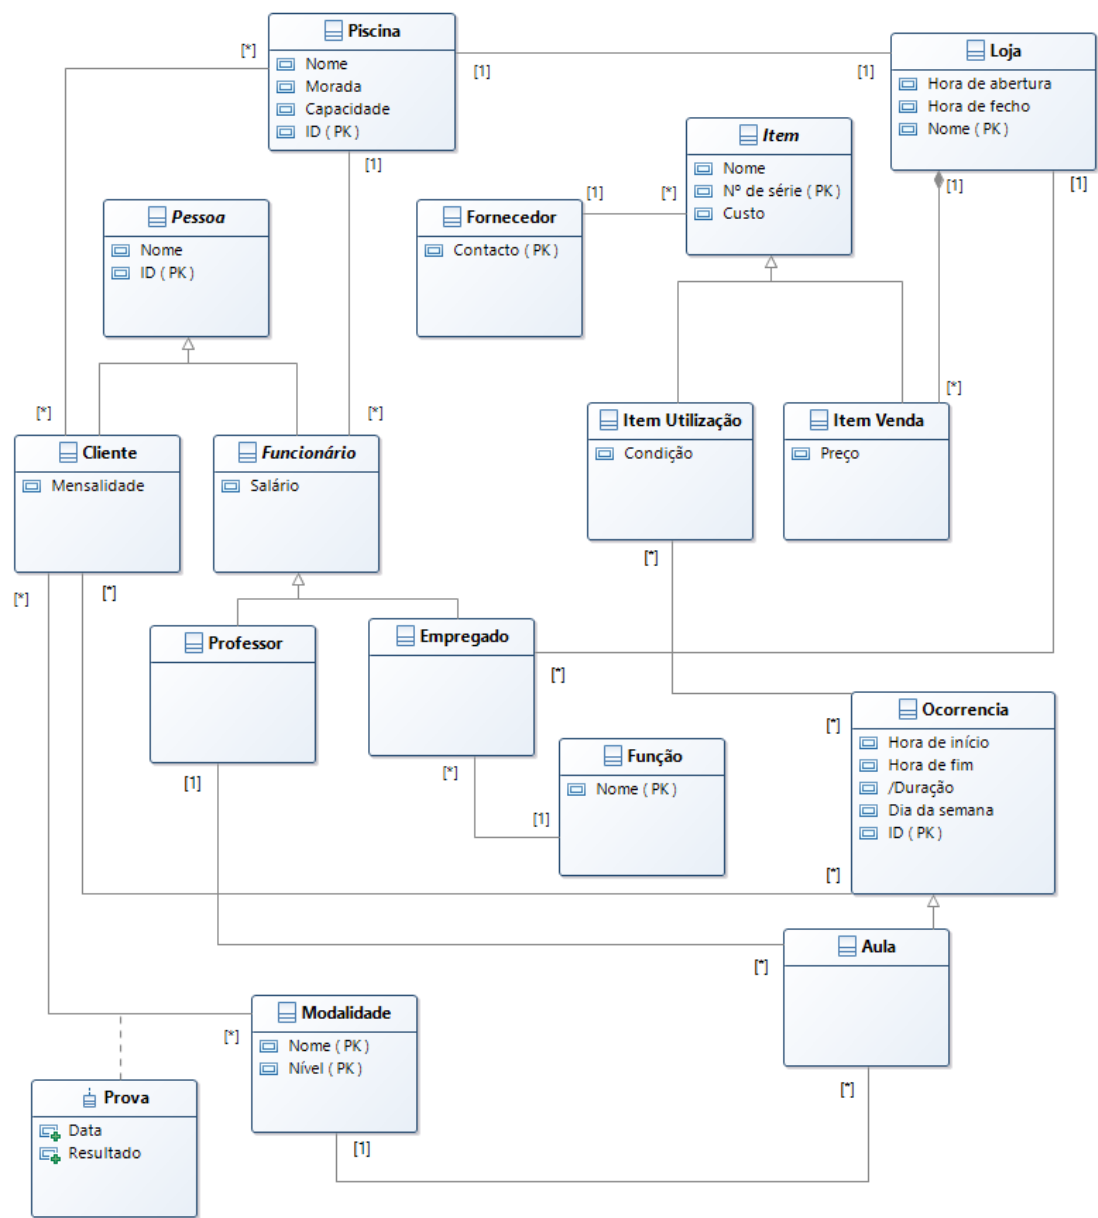 Piscina
Nome
Morada
Capacidade
ID ( PK )
[*]
[1]
[1]
[1]
Loja
Hora de abertura
Hora de fecho
Nome ( PK )
[1]
[1]
Item
Nome
Nº de série ( PK )
Custo
[1]
[*]
Fornecedor
Contacto ( PK )
Pessoa
Nome
ID ( PK )
[*]
[*]
[*]
Cliente
Mensalidade
Funcionário
Salário
Item Utilização
Condição
Item Venda
Preço
[*]
[*]
[*]
Professor
Empregado
[*]
[1]
[*]
Função
Nome ( PK )
[1]
Ocorrencia
Hora de início
Hora de fim
/Duração
Dia da semana
ID ( PK )
[*]
[*]
Aula
[*]
[*]
Modalidade
Nome ( PK )
Nível ( PK )
[*]
[1]
Prova
Data
Resultado